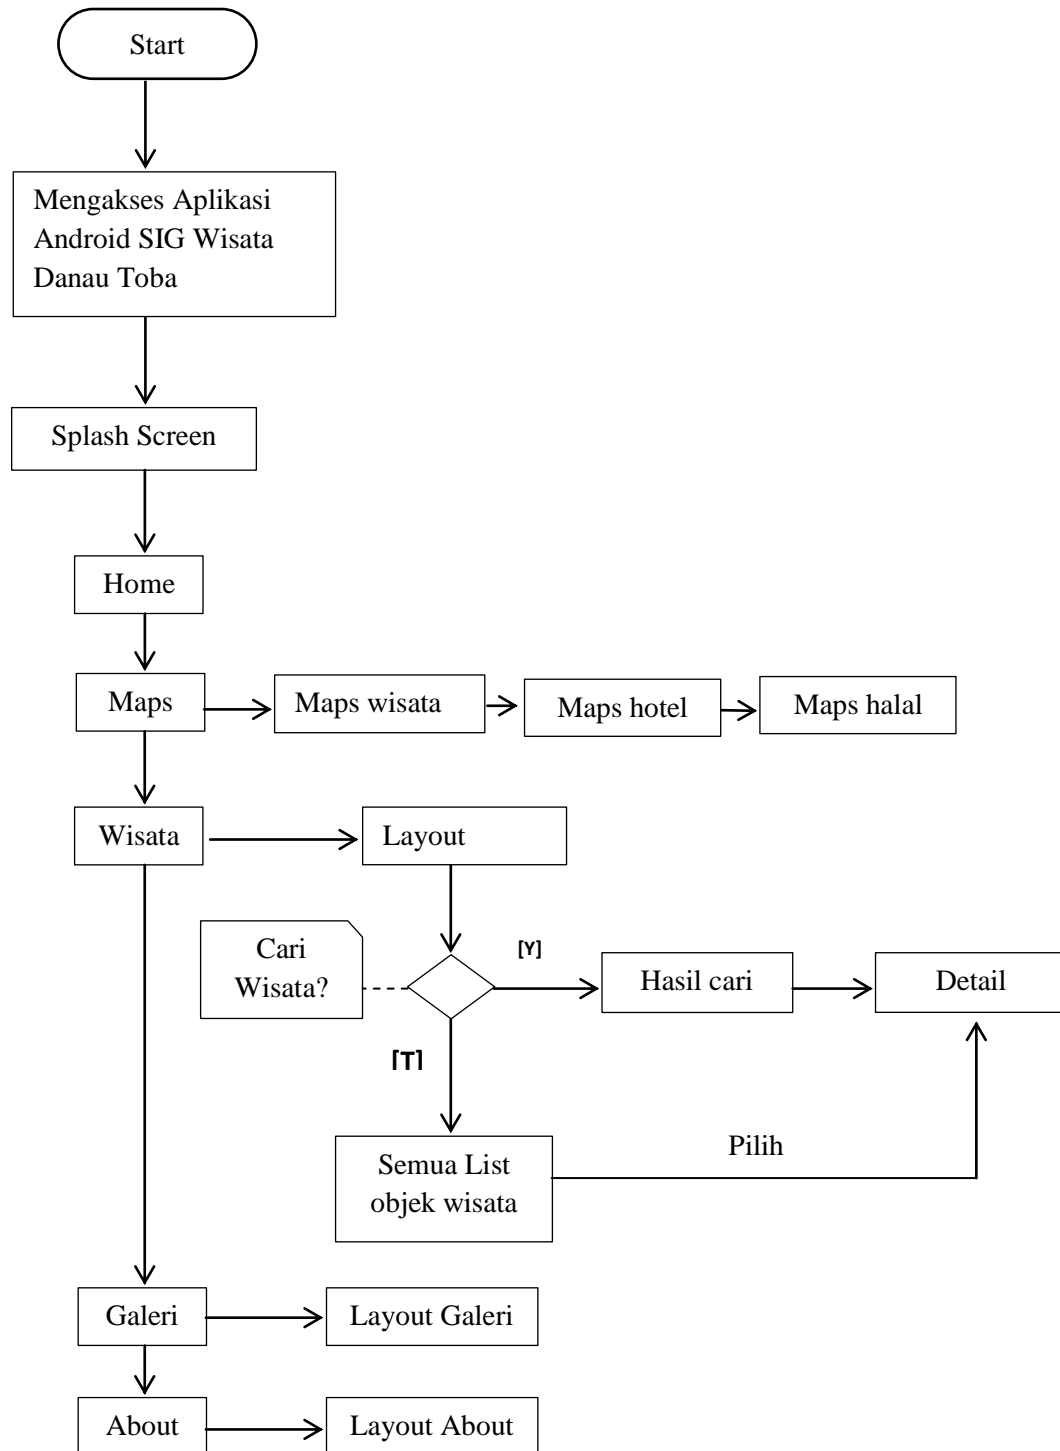 Start
Mengakses Aplikasi
Android SIG Wisata
Danau Toba
Splash Screen
Home
Maps
Maps wisata
Maps hotel
Maps halal
Wisata
Layout
Cari
Wisata?
[Y]
Hasil cari
Detail
[T]
Semua List
objek wisata
Pilih
Galeri
Layout Galeri
About
Layout About